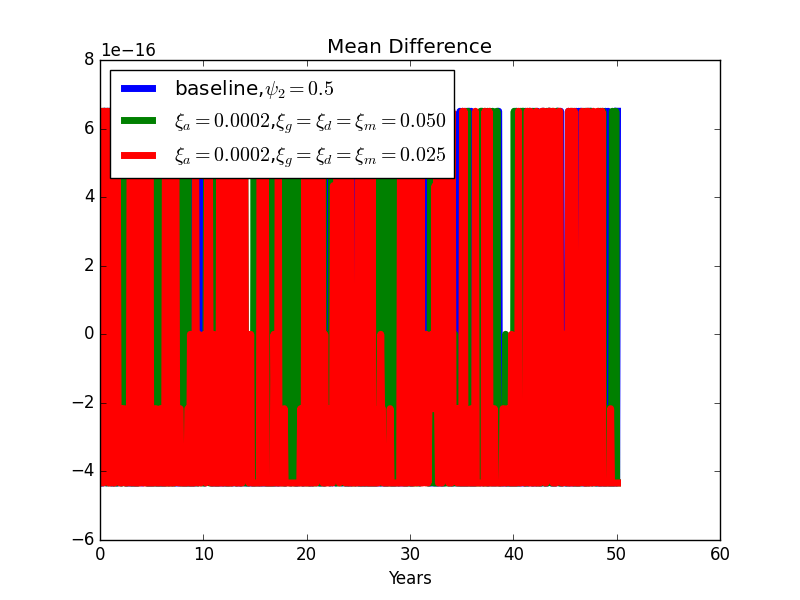 Mean Difference
1e−16
8
6
4
2
0
−2
−4
−6
baseline,ψ₂ = 0.5
ξₐ = 0.0002,ξ_g = ξ_d = ξ_m = 0.050
ξₐ = 0.0002,ξ_g = ξ_d = ξ_m = 0.025
0 10 20 30 40 50 60
Years